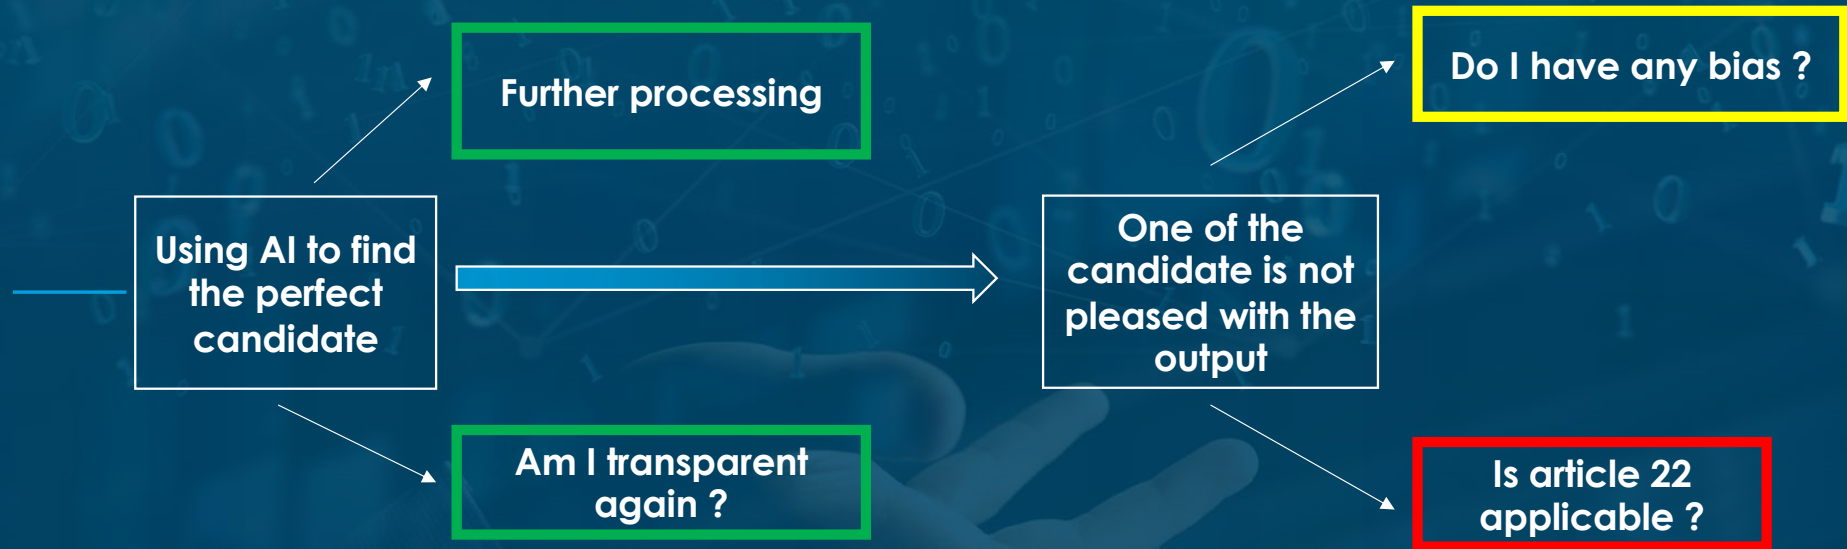 Further processing
Do I have any bias ?
Using AI to find
the perfect
candidate
One of the
candidate is not
pleased with the
output
Am I transparent
again ?
Is article 22
applicable ?